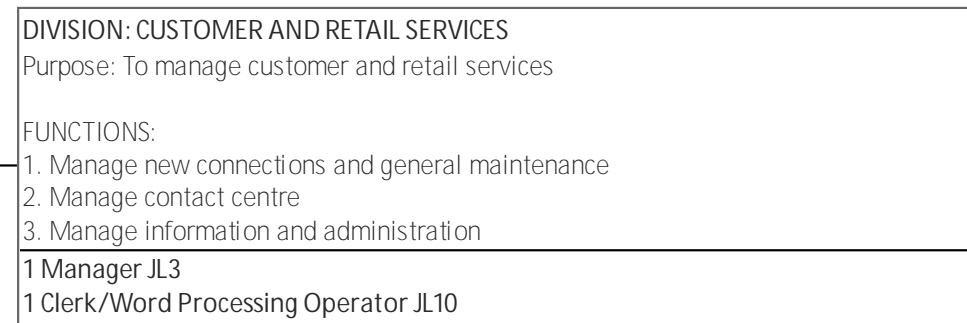 DIVISION: CUSTOMER AND RETAIL SERVICES
Purpose: To manage customer and retail services
FUNCTIONS:
1. Manage new connections and general maintenance
2. Manage contact centre
3. Manage information and administration
1 Manager JL3
1 Clerk/Word Processing Operator JL10